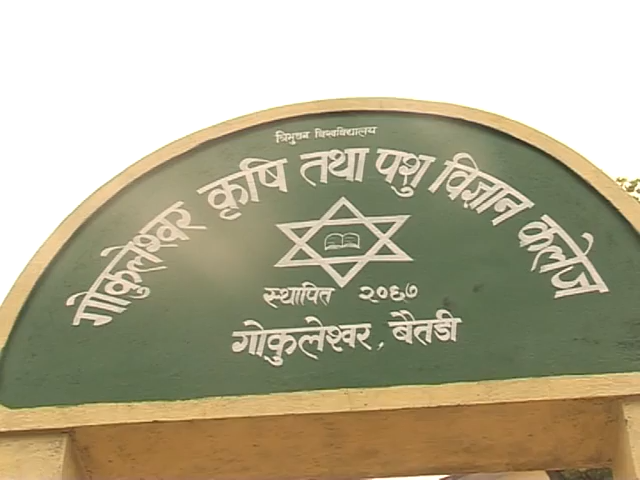 त्रिभुवन विश्वविद्यालय
गोकुलेश्वर कृषि तथा पशु विज्ञान कलेज
स्थापित २०६७
गोकुलेश्वर, बैतडी